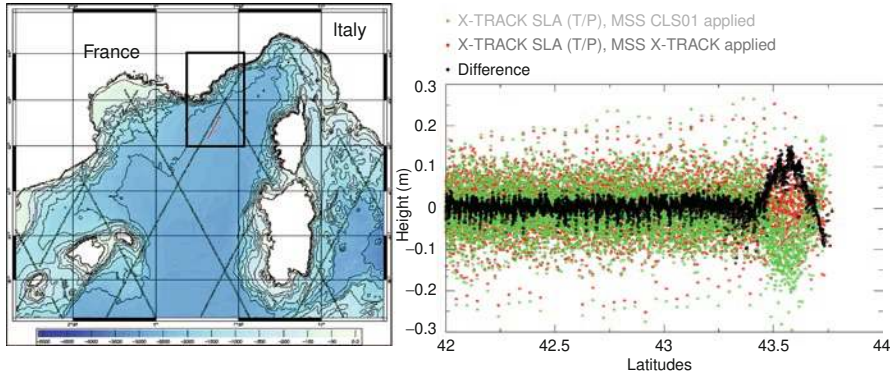 France
Italy
X-TRACK SLA (T/P), MSS CLS01 applied
X-TRACK SLA (T/P), MSS X-TRACK applied
Difference
0.3
0.2
0.1
0
−0.1
−0.2
−0.3
Height (m)
42
42.5
43
43.5
44
Latitudes